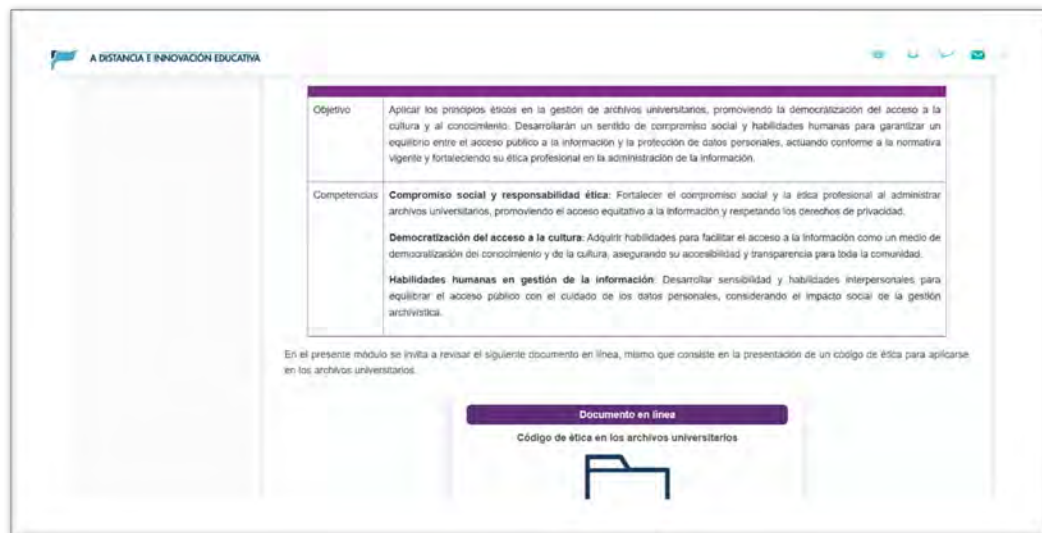 A DISTANCIA E INNOVACIÓN EDUCATIVA
Objetivo
Aplicar los principios éticos en la gestión de archivos universitarios, promoviendo la democratización del acceso a la
cultura y al conocimiento. Desarrollarán un sentido de compromiso social y habilidades humanas para garantizar un
equilibrio entre el acceso público a la información y la protección de datos personales, actuando conforme a la normativa
vigente y fortaleciendo su ética profesional en la administración de la información.
Competencias
Compromiso social y responsabilidad ética: Fortalecer el compromiso social y la ética profesional al administrar
archivos universitarios, promoviendo el acceso equitativo a la información y respetando los derechos de privacidad.
Democratización del acceso a la cultura: Adquirir habilidades para facilitar el acceso a la información como un medio de
democratización del conocimiento y de la cultura, asegurando su accesibilidad y transparencia para toda la comunidad.
Habilidades humanas en gestión de la información: Desarrollar sensibilidad y habilidades interpersonales para
equilibrar el acceso público con el cuidado de los datos personales, considerando el impacto social de la gestión
archivística.
En el presente módulo se invita a revisar el siguiente documento en línea, mismo que consiste en la presentación de un código de ética para aplicarse
en los archivos universitarios.
Documento en línea
Código de ética en los archivos universitarios